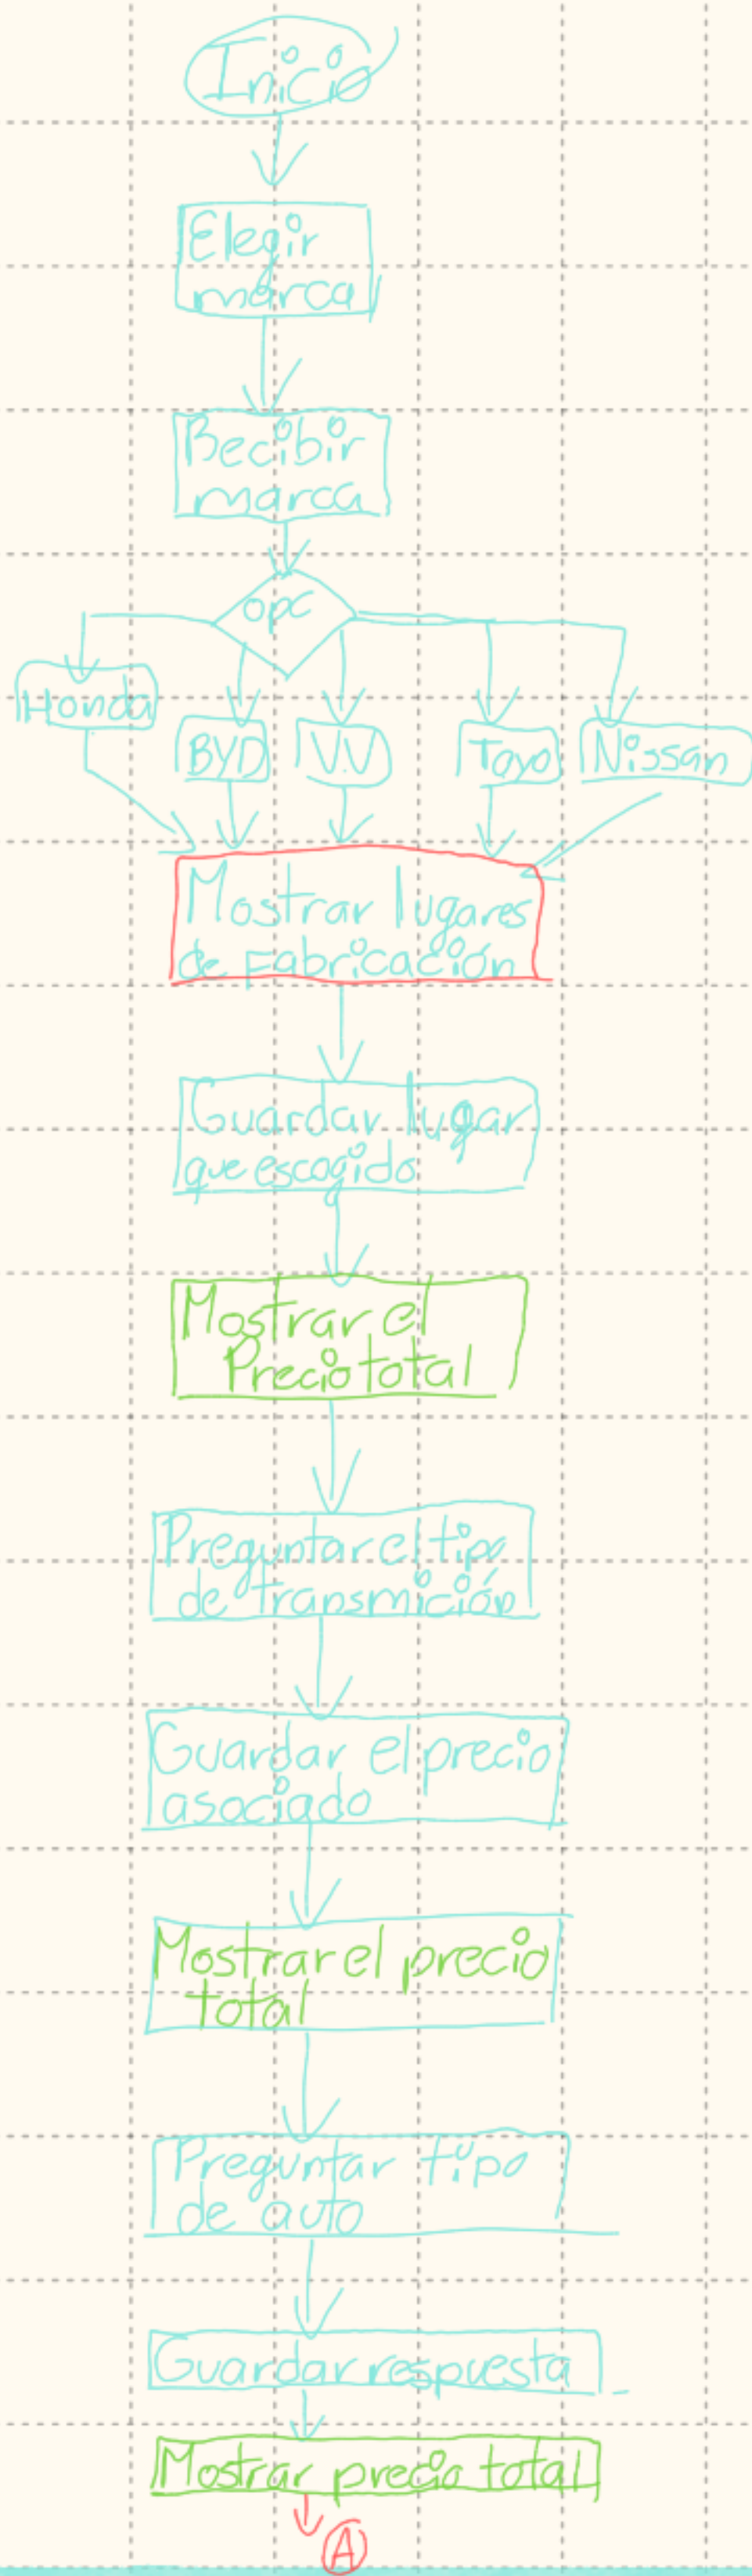 Inicio
Elegir
marca
Recibir
marca
opc
Honda
BYD
V.V
Toyo
Nissan
Mostrar lugares
de Fabricación
Guardar lugar
que escogido
Mostrar el
Precio total
Preguntar el tipo
de transmición
Guardar el precio
asociado
Mostrar el precio
total
Preguntar tipo
de auto
Guardar respuesta
Mostrar precio total
A